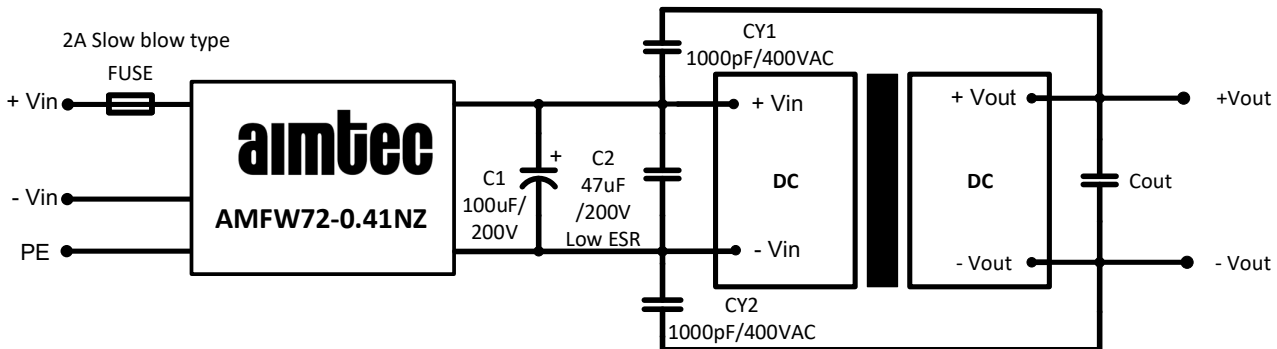 2A Slow blow type
FUSE
+ Vin
- Vin
PE
aimtec
AMFW72-0.41NZ
C1
100uF/
200V
+
C2
47uF
/200V
Low ESR
CY1
1000pF/400VAC
CY2
1000pF/400VAC
+ Vin
DC
- Vin
+ Vout
DC
- Vout
Cout
+Vout
- Vout